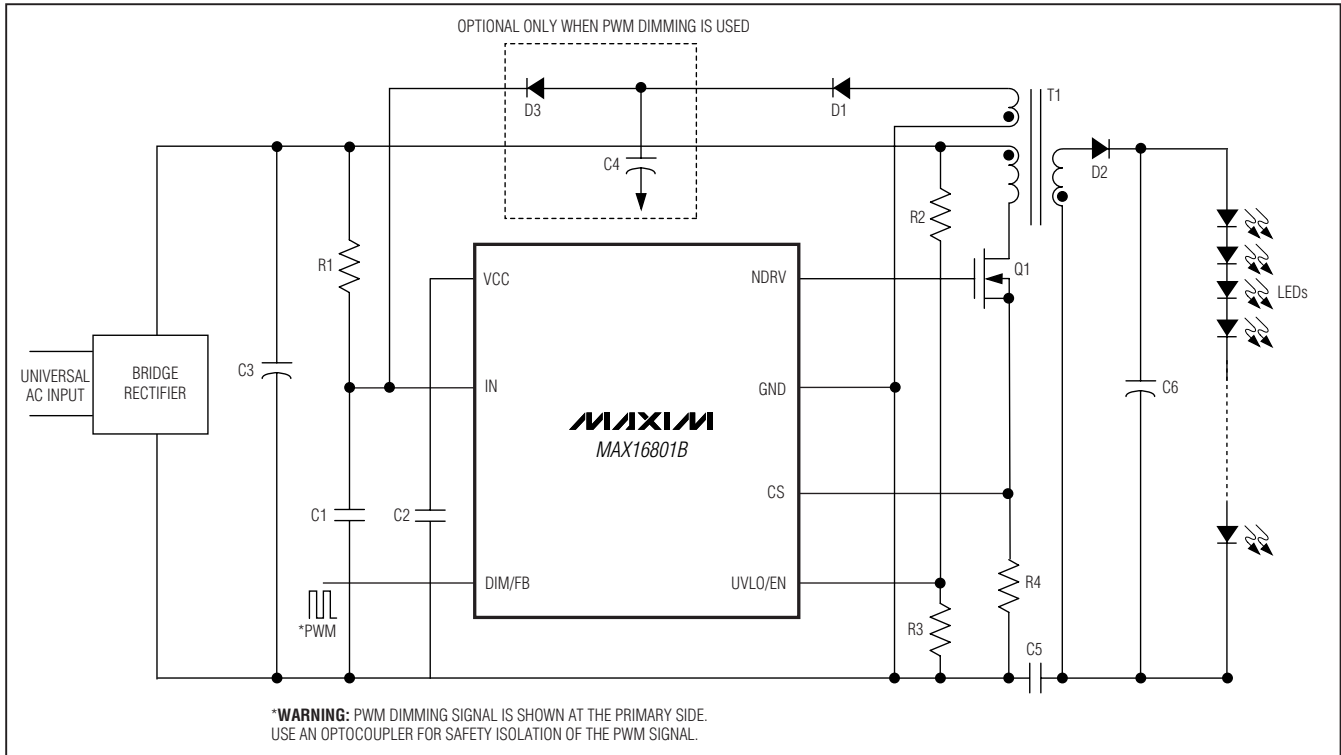 OPTIONAL ONLY WHEN PWM DIMMING IS USED
D3
D1
T1
C4
D2
R2
R1
VCC
NDRV
Q1
LEDs
UNIVERSAL
AC INPUT
BRIDGE
RECTIFIER
C3
IN
GND
C6
MAXIM
MAX16801B
CS
C1
C2
DIM/FB
UVLO/EN
R4
*PWM
R3
C5
*WARNING: PWM DIMMING SIGNAL IS SHOWN AT THE PRIMARY SIDE.
USE AN OPTOCOUPLER FOR SAFETY ISOLATION OF THE PWM SIGNAL.